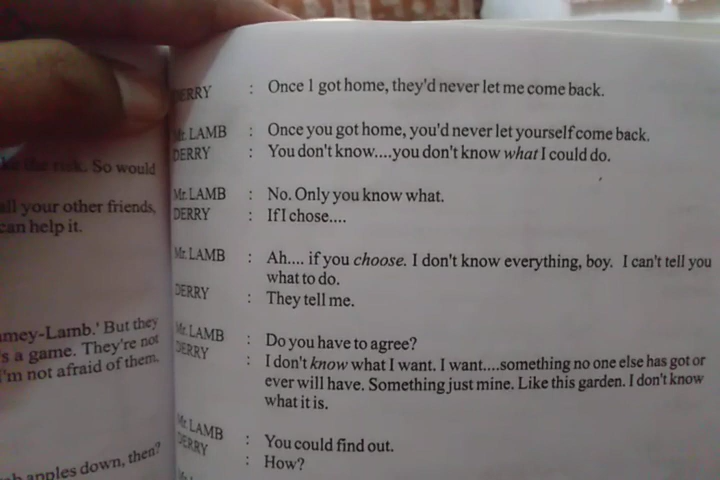 ke the risk. So would
all your other friends,
can help it.
amey-Lamb.' But they
's a game. They're not
I'm not afraid of them.
apples down, then?
DERRY : Once I got home, they'd never let me come back.
Mr. LAMB : Once you got home, you'd never let yourself come back.
DERRY : You don't know....you don't know what I could do.
Mr. LAMB : No. Only you know what.
DERRY : If I chose....
Mr. LAMB : Ah.... if you choose. I don't know everything, boy. I can't tell you
what to do.
DERRY : They tell me.
Mr. LAMB : Do you have to agree?
DERRY : I don't know what I want. I want....something no one else has got or
ever will have. Something just mine. Like this garden. I don't know
what it is.
Mr. LAMB : You could find out.
DERRY : How?